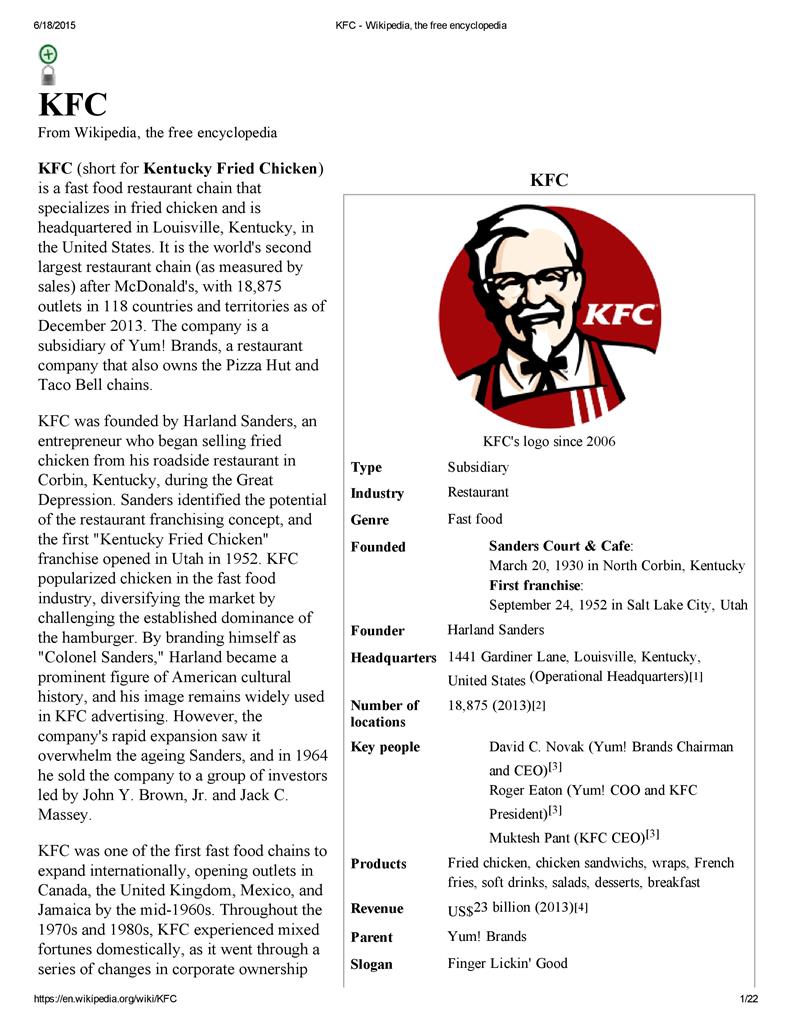 6/18/2015
KFC - Wikipedia, the free encyclopedia
KFC
From Wikipedia, the free encyclopedia
KFC (short for Kentucky Fried Chicken)
is a fast food restaurant chain that
specializes in fried chicken and is
headquartered in Louisville, Kentucky, in
the United States. It is the world's second
largest restaurant chain (as measured by
sales) after McDonald's, with 18,875
outlets in 118 countries and territories as of
December 2013. The company is a
subsidiary of Yum! Brands, a restaurant
company that also owns the Pizza Hut and
Taco Bell chains.
KFC was founded by Harland Sanders, an
entrepreneur who began selling fried
chicken from his roadside restaurant in
Corbin, Kentucky, during the Great
Depression. Sanders identified the potential
of the restaurant franchising concept, and
the first "Kentucky Fried Chicken"
franchise opened in Utah in 1952. KFC
popularized chicken in the fast food
industry, diversifying the market by
challenging the established dominance of
the hamburger. By branding himself as
"Colonel Sanders," Harland became a
prominent figure of American cultural
history, and his image remains widely used
in KFC advertising. However, the
company's rapid expansion saw it
overwhelm the ageing Sanders, and in 1964
he sold the company to a group of investors
led by John Y. Brown, Jr. and Jack C.
Massey.
KFC was one of the first fast food chains to
expand internationally, opening outlets in
Canada, the United Kingdom, Mexico, and
Jamaica by the mid-1960s. Throughout the
1970s and 1980s, KFC experienced mixed
fortunes domestically, as it went through a
series of changes in corporate ownership
KFC
KFC
KFC's logo since 2006
Type Subsidiary
Industry Restaurant
Genre Fast food
Founded Sanders Court & Cafe:
March 20, 1930 in North Corbin, Kentucky
First franchise:
September 24, 1952 in Salt Lake City, Utah
Founder Harland Sanders
Headquarters 1441 Gardiner Lane, Louisville, Kentucky,
United States (Operational Headquarters)[1]
Number of 18,875 (2013)[2]
locations
Key people David C. Novak (Yum! Brands Chairman
and CEO)[3]
Roger Eaton (Yum! COO and KFC
President)[3]
Muktesh Pant (KFC CEO)[3]
Products Fried chicken, chicken sandwichs, wraps, French
fries, soft drinks, salads, desserts, breakfast
Revenue US$23 billion (2013)[4]
Parent Yum! Brands
Slogan Finger Lickin' Good
https://en.wikipedia.org/wiki/KFC
1/22